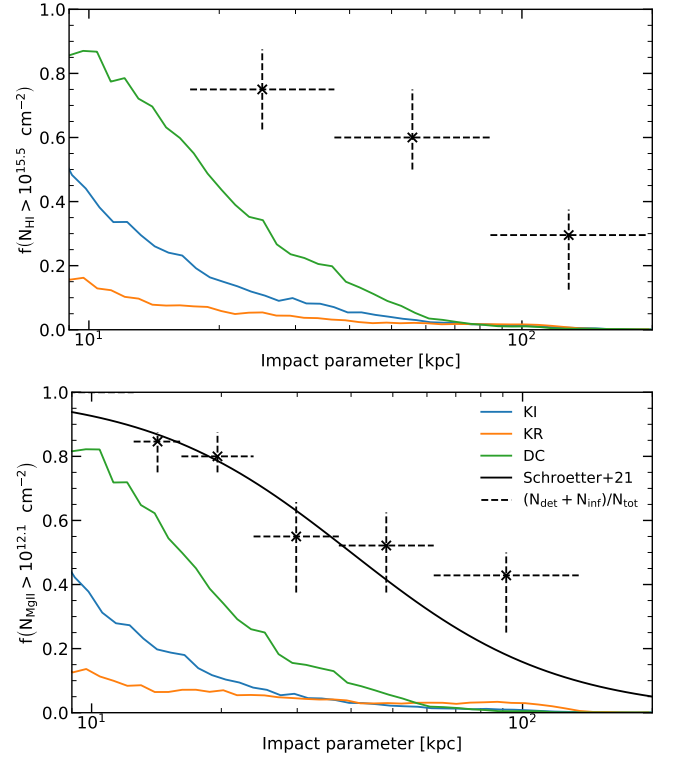 1.0
0.8
0.6
0.4
0.2
0.0
f(N_HI > 10^15.5 cm^−2)
10^1 10^2
Impact parameter [kpc]
1.0
0.8
0.6
0.4
0.2
0.0
f(N_MgII > 10^12.1 cm^−2)
KI
KR
DC
Schroetter+21
(N_det + N_inf)/N_tot
10^1 10^2
Impact parameter [kpc]